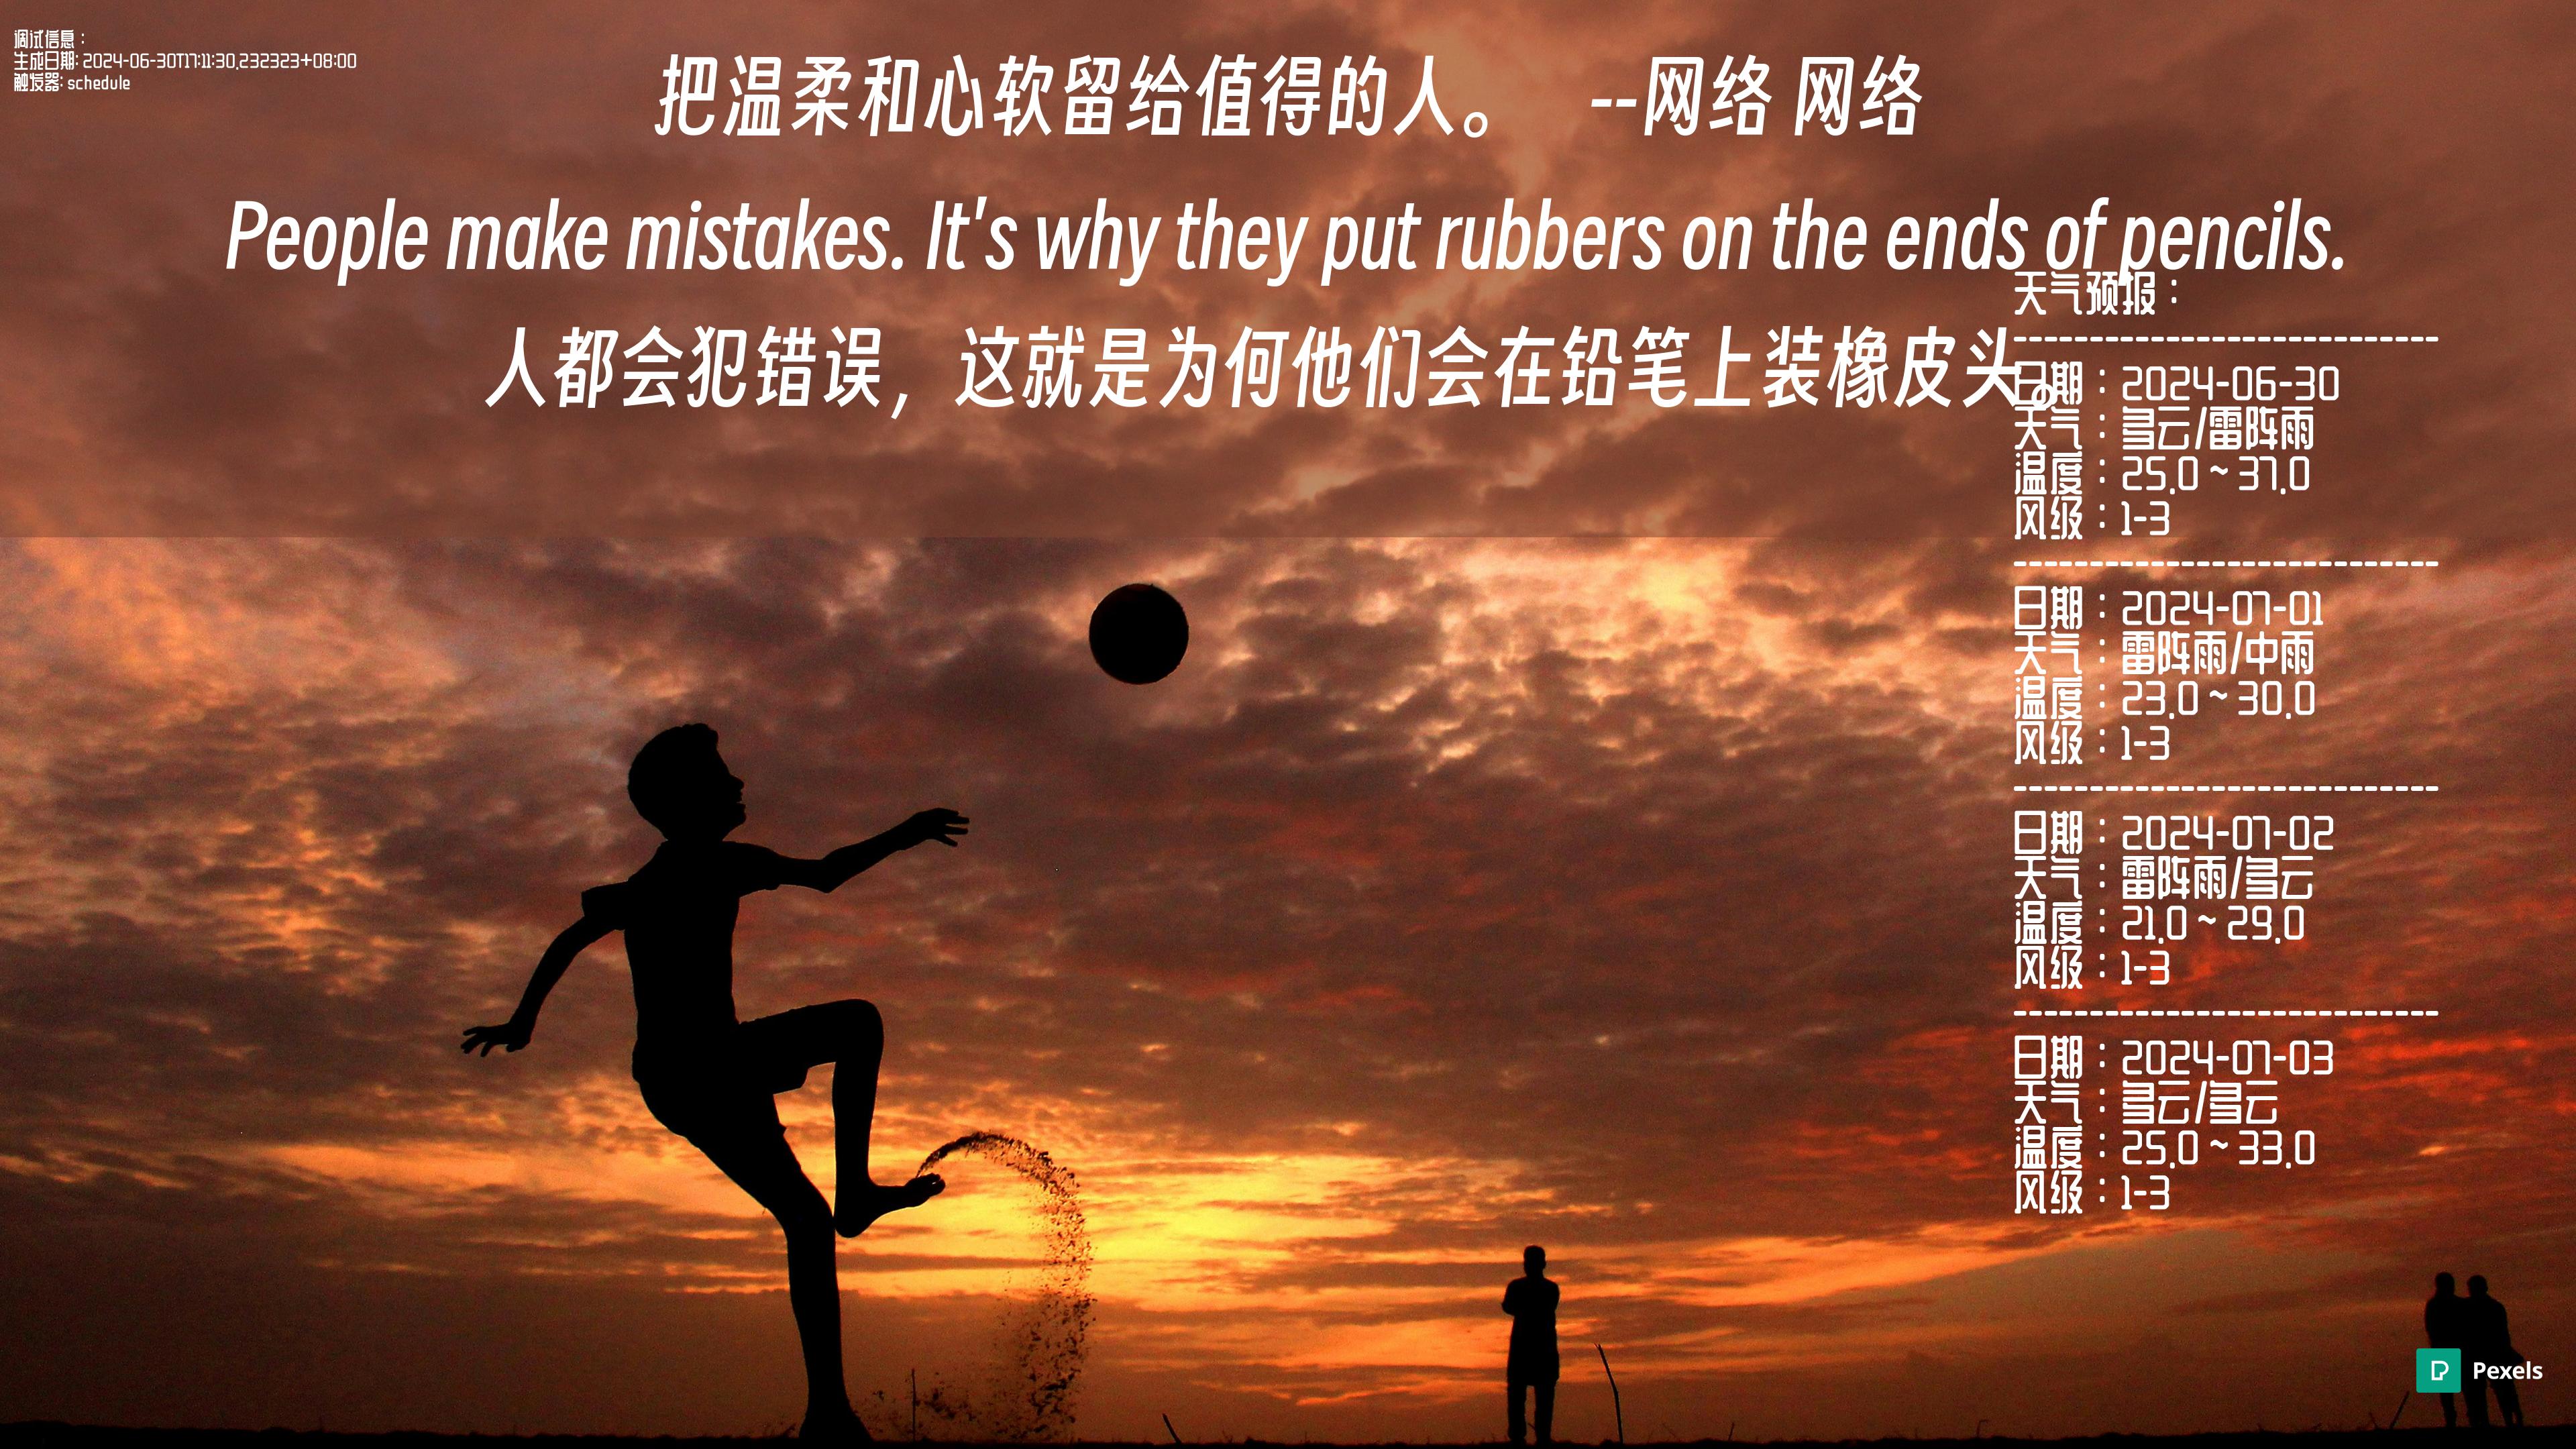 调试信息：
生成日期: 2024-06-30T17:11:30.232323+08:00
触发器: schedule
把温柔和心软留给值得的人。 --网络 网络
People make mistakes. It's why they put rubbers on the ends of pencils.
人都会犯错误，这就是为何他们会在铅笔上装橡皮头。
天气预报：
----------------------------
日期：2024-06-30
天气：多云/雷阵雨
温度：25.0 ~ 37.0
风级：1-3
----------------------------
日期：2024-07-01
天气：雷阵雨/中雨
温度：23.0 ~ 30.0
风级：1-3
----------------------------
日期：2024-07-02
天气：雷阵雨/多云
温度：21.0 ~ 29.0
风级：1-3
----------------------------
日期：2024-07-03
天气：多云/多云
温度：25.0 ~ 33.0
风级：1-3
Pexels